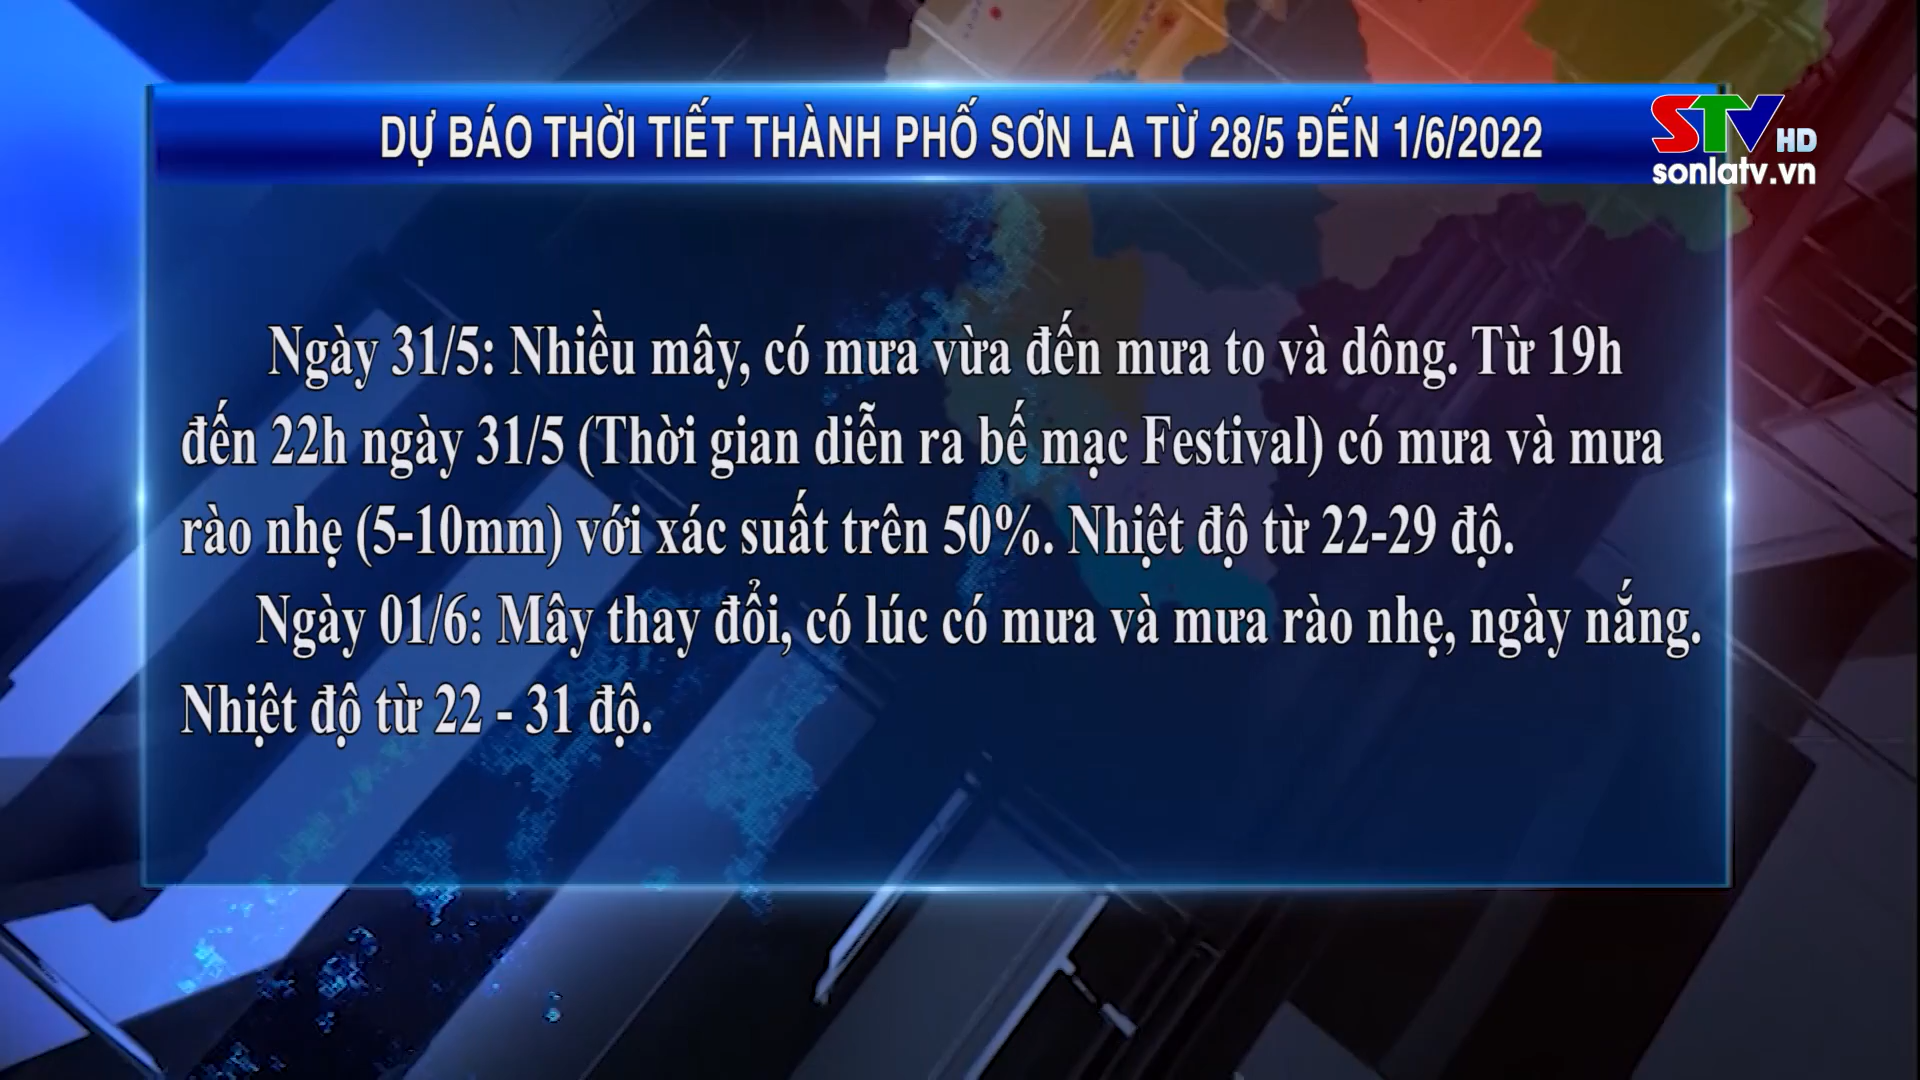 DỰ BÁO THỜI TIẾT THÀNH PHỐ SƠN LA TỪ 28/5 ĐẾN 1/6/2022
STV HD
sonlatv.vn
Ngày 31/5: Nhiều mây, có mưa vừa đến mưa to và dông. Từ 19h
đến 22h ngày 31/5 (Thời gian diễn ra bế mạc Festival) có mưa và mưa
rào nhẹ (5-10mm) với xác suất trên 50%. Nhiệt độ từ 22-29 độ.
Ngày 01/6: Mây thay đổi, có lúc có mưa và mưa rào nhẹ, ngày nắng.
Nhiệt độ từ 22 - 31 độ.